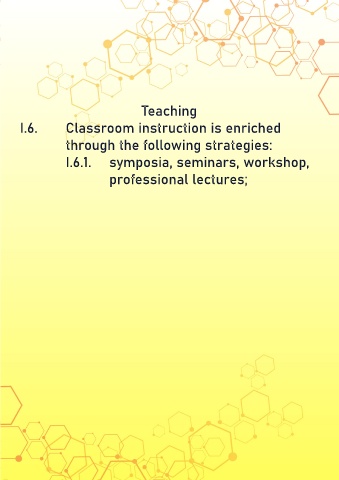 Teaching
I.6. Classroom instruction is enriched
through the following strategies:
I.6.1. symposia, seminars, workshop,
professional lectures;